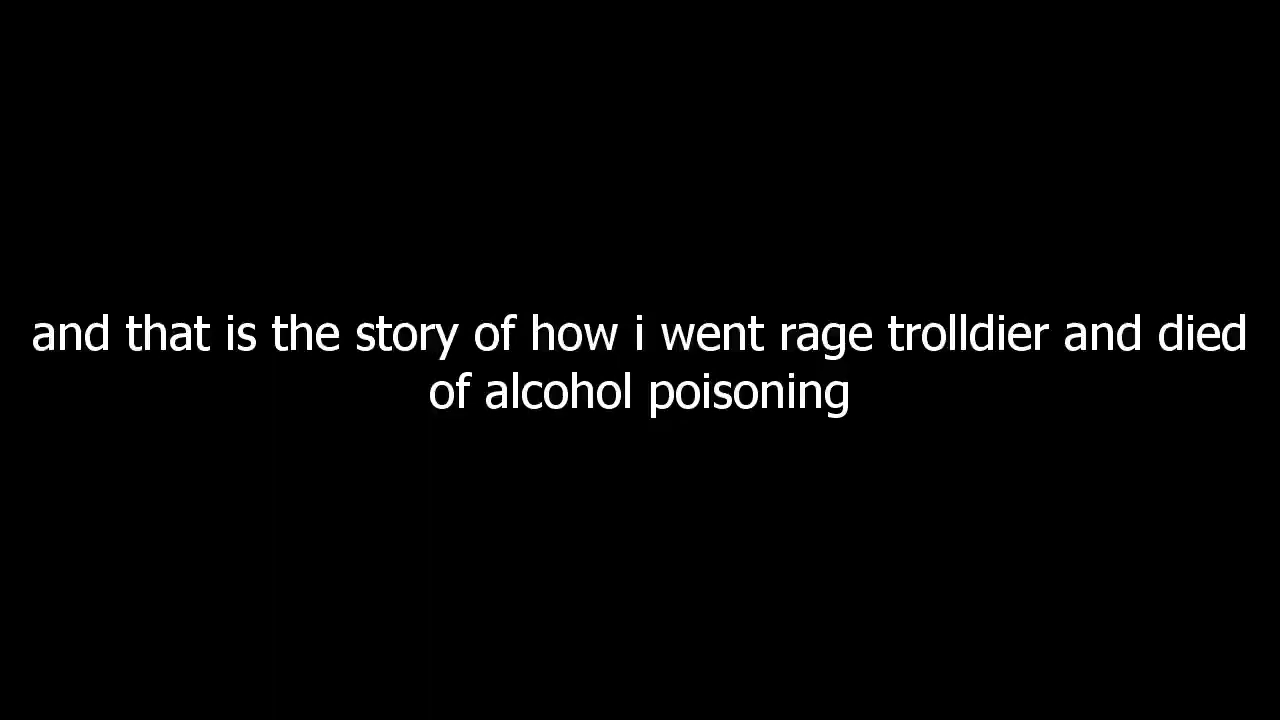 and that is the story of how i went rage trolldier and died
of alcohol poisoning